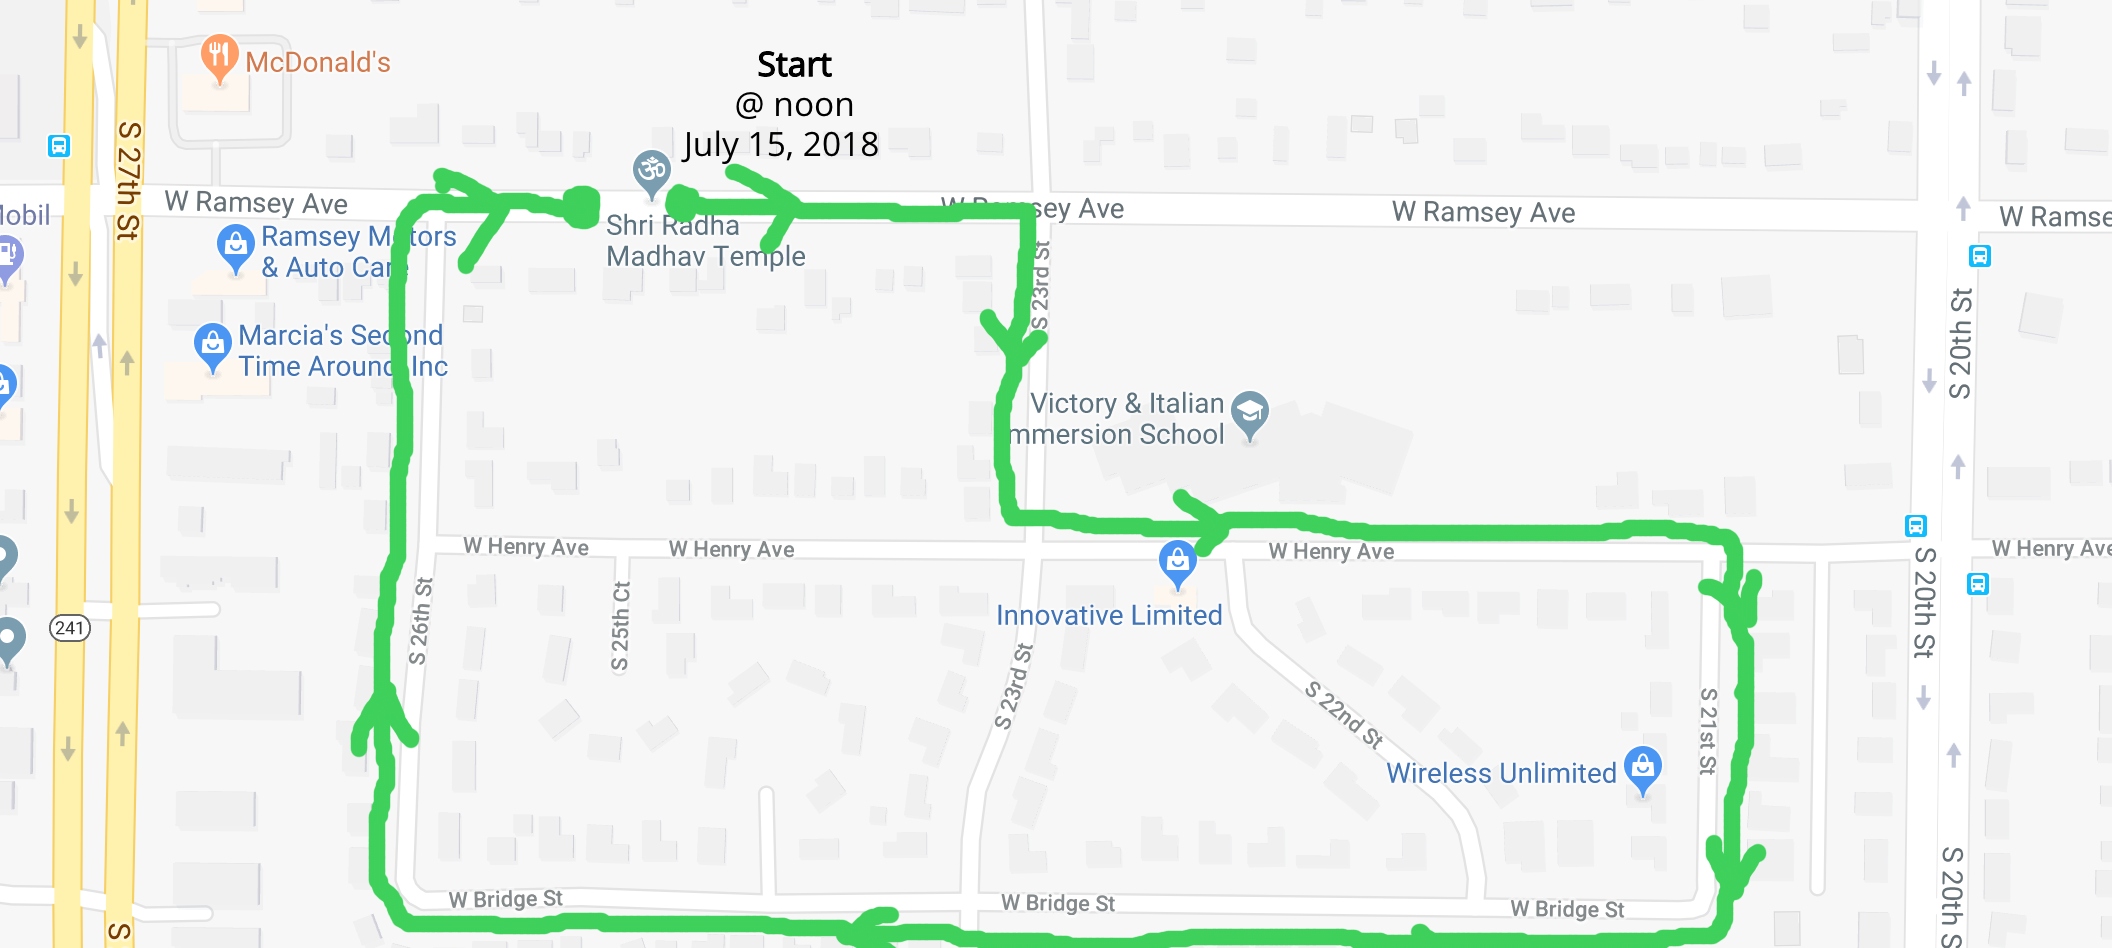 Start
@ noon
July 15, 2018
McDonald's
S 27th St
W Ramsey Ave
W Ramsey Ave
W Ramsey Ave
W Ramse
Mobil
Ramsey Motors
& Auto Care
Shri Radha
Madhav Temple
S 23rd St
S 20th St
Marcia's Second
Time Around Inc
Victory & Italian
Immersion School
W Henry Ave
W Henry Ave
W Henry Ave
W Henry Ave
S 26th St
S 25th Ct
Innovative Limited
S 20th St
241
S 23rd St
S 22nd St
S 21st St
Wireless Unlimited
W Bridge St
W Bridge St
W Bridge St
S
S 20th S